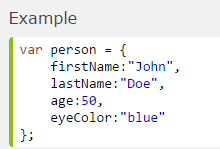 Example
var person = {
    firstName:"John",
    lastName:"Doe",
    age:50,
    eyeColor:"blue"
};